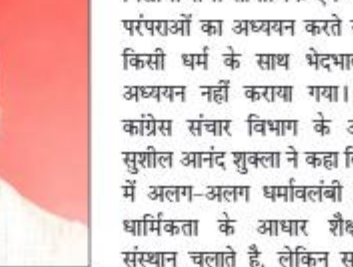 परंपराओं का अध्ययन करते
किसी धर्म के साथ भेदभाव
अध्ययन नहीं कराया गया।
कांग्रेस संचार विभाग के
सुशील आनंद शुक्ला ने कहा
में अलग-अलग धर्मावलंबी
धार्मिकता के आधार
संस्थान चलाते है, लेकिन